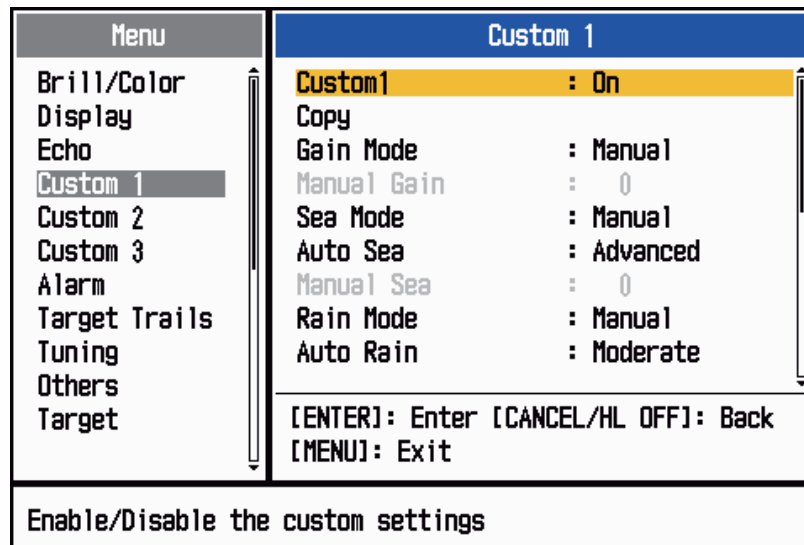 Menu
Brill/Color
Display
Echo
Custom 1
Custom 2
Custom 3
Alarm
Target Trails
Tuning
Others
Target
Custom 1
Custom1 : On
Copy
Gain Mode : Manual
Manual Gain : 0
Sea Mode : Manual
Auto Sea : Advanced
Manual Sea : 0
Rain Mode : Manual
Auto Rain : Moderate
[ENTER]: Enter [CANCEL/HL OFF]: Back
[MENU]: Exit
Enable/Disable the custom settings